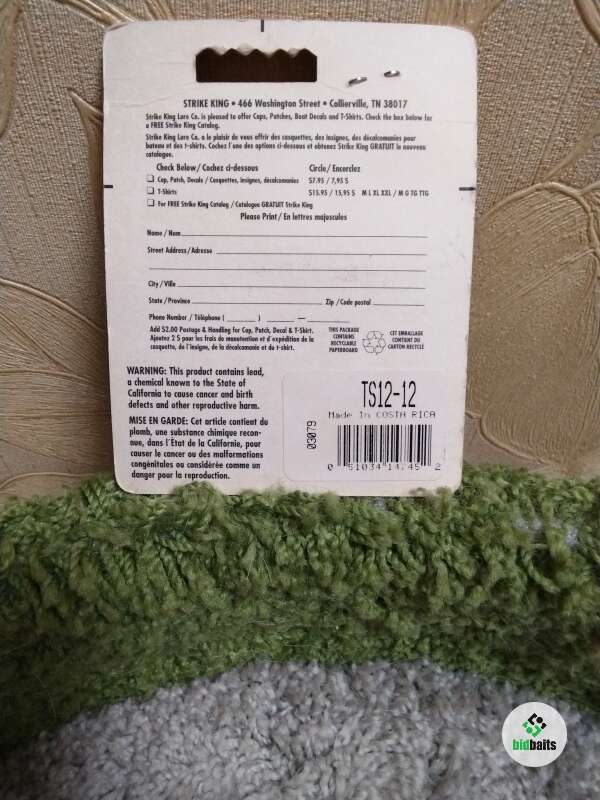 STRIKE KING • 466 Washington Street • Collierville, TN 38017
Strike King Lure Co. is pleased to offer Caps, Patches, Boat Decals and T-Shirts. Check the box below for
a FREE Strike King Catalog.
Strike King Lure Co. a le plaisir de vous offrir des casquettes, des insignes, des décalcomanies pour
bateau et des t-shirts. Cochez l'une des options ci-dessous et obtenez Strike King GRATUIT le nouveau
catalogue.
Check Below / Cochez ci-dessous Circle / Encerclez
Cap, Patch, Decals / Casquettes, insignes, décalcomanies $7.95 / 7,95 $
T-Shirts $15.95 / 15,95 $ M L XL XXL / M G TG TTG
For FREE Strike King Catalog / Catalogue GRATUIT Strike King
Please Print / En lettres majuscules
Name / Nom
Street Address / Adresse
City / Ville
State / Province Zip / Code postal
Phone Number / Téléphone ( ) —
Add $2.00 Postage & Handling for Cap, Patch, Decal & T-Shirt.
Ajoutez 2 $ pour les frais de manutention et d'expédition de la
casquette, de l'insigne, de la décalcomanie et du t-shirt.
THIS PACKAGE
CONTAINS
RECYCLABLE
PAPERBOARD
CET EMBALLAGE
CONTIENT DU
CARTON RECYCLÉ
WARNING: This product contains lead,
a chemical known to the State of
California to cause cancer and birth
defects and other reproductive harm.
MISE EN GARDE: Cet article contient du
plomb, une substance chimique recon-
nue, dans l'État de la Californie, pour
causer le cancer ou des malformations
congénitales ou considérée comme un
danger pour la reproduction.
TS12-12
Made In COSTA RICA
03079
0 51034 14745 2
bidbaits